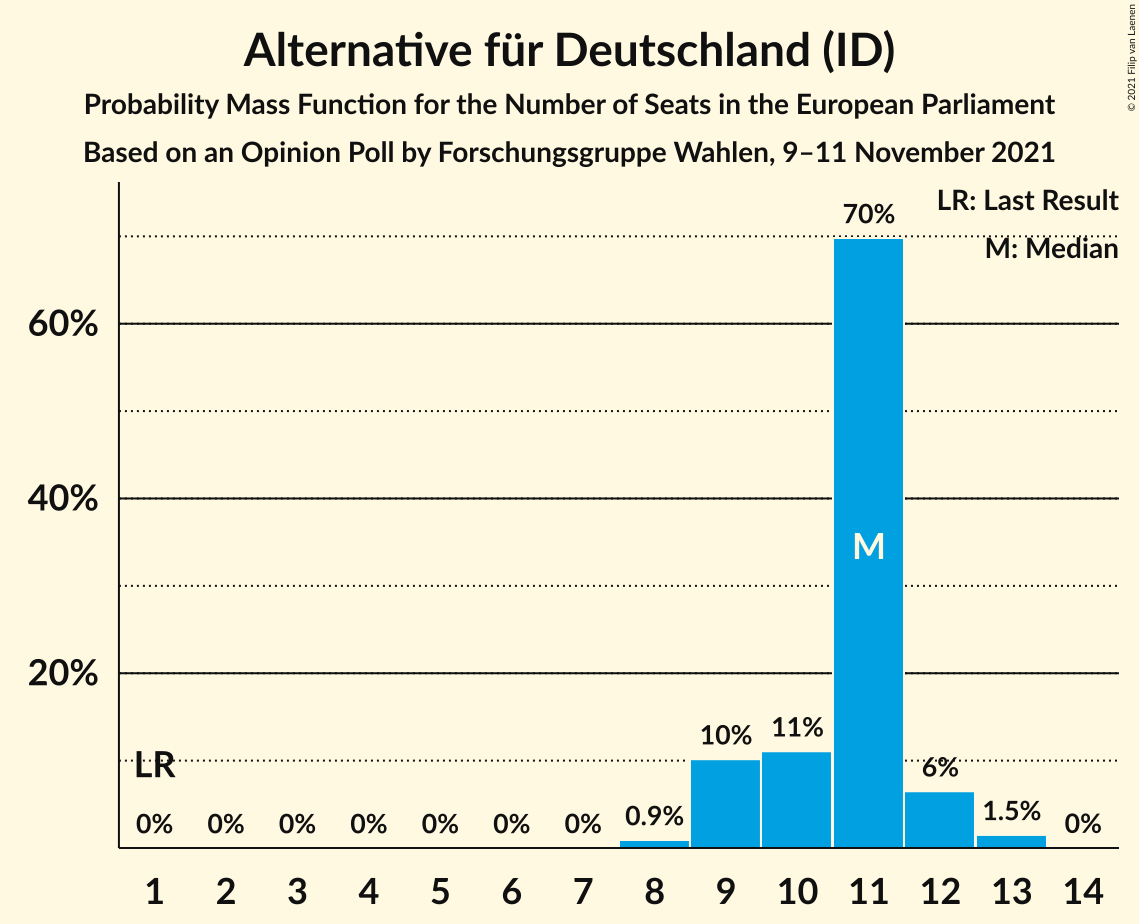 Alternative für Deutschland (ID)
Probability Mass Function for the Number of Seats in the European Parliament
Based on an Opinion Poll by Forschungsgruppe Wahlen, 9–11 November 2021
© 2021 Filip van Laenen
LR: Last Result
M: Median
70%
60%
40%
M
20%
LR
0%
0%
0%
0%
0%
0%
0%
0.9%
10%
11%
6%
1.5%
0%
1 2 3 4 5 6 7 8 9 10 11 12 13 14